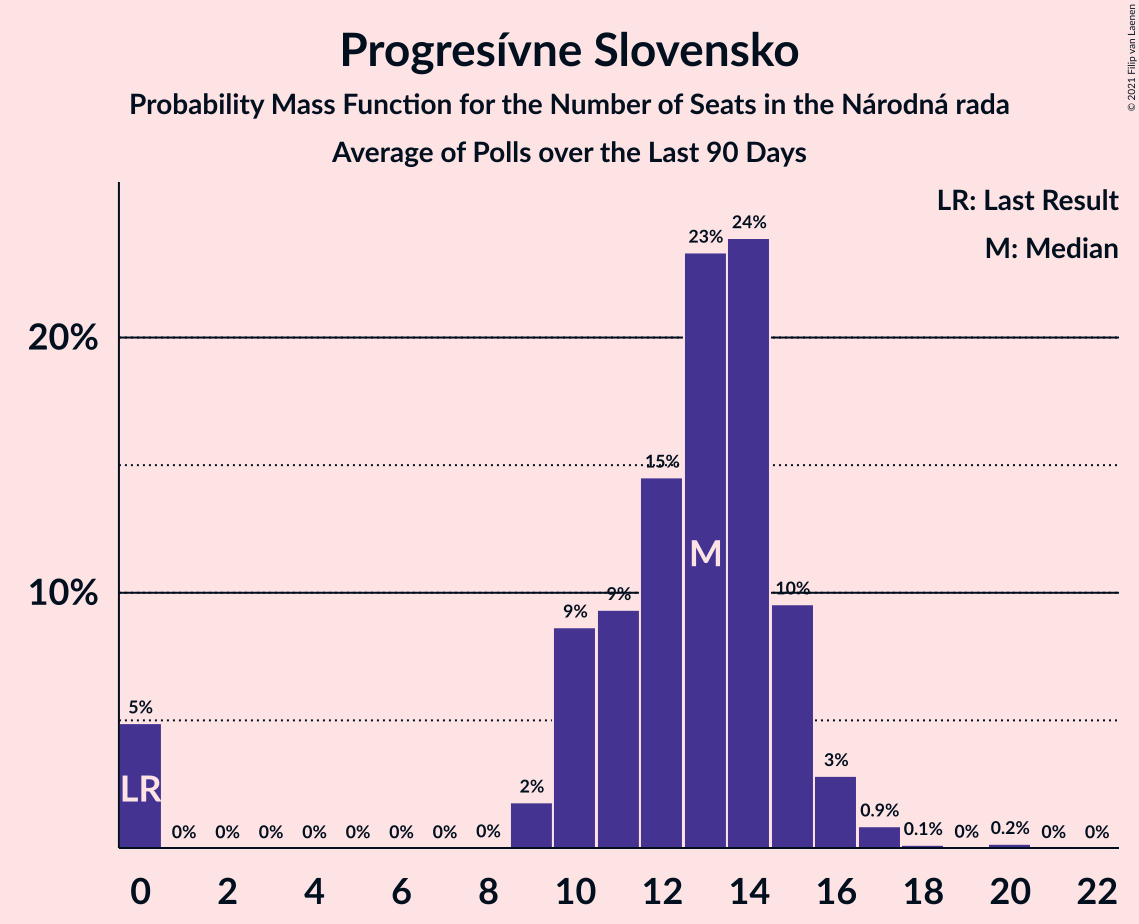 Progresívne Slovensko
Probability Mass Function for the Number of Seats in the Národná rada
Average of Polls over the Last 90 Days
© 2021 Filip van Laenen
LR: Last Result
M: Median
24%
23%
20%
15%
M
10%
10%
9%
9%
5%
LR
3%
2%
0.9%
0% 0% 0% 0% 0% 0% 0% 0% 0.1% 0% 0.2% 0% 0%
0 2 4 6 8 10 12 14 16 18 20 22